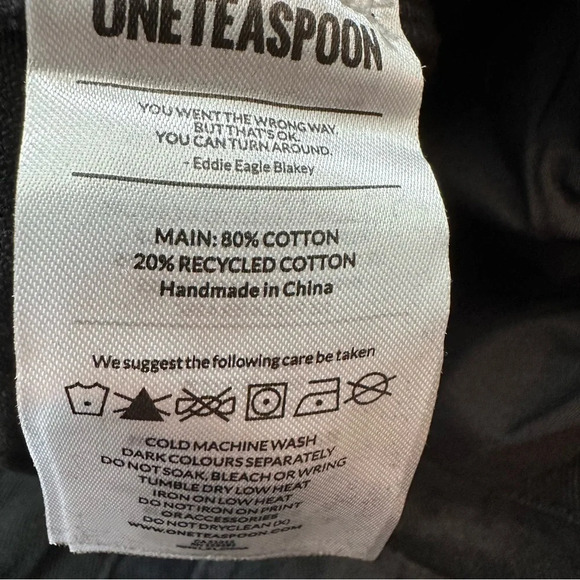 ONETEASPOON
YOU WENT THE WRONG WAY,
BUT THAT'S OK.
YOU CAN TURN AROUND.
- Eddie Eagle Blakey
MAIN: 80% COTTON
20% RECYCLED COTTON
Handmade in China
We suggest the following care be taken
COLD MACHINE WASH
DARK COLOURS SEPARATELY
DO NOT SOAK, BLEACH OR WRING
TUMBLE DRY LOW HEAT
IRON ON LOW HEAT
DO NOT IRON ON PRINT
OR ACCESSORIES
DO NOT DRYCLEAN (X)
WWW.ONETEASPOON.COM